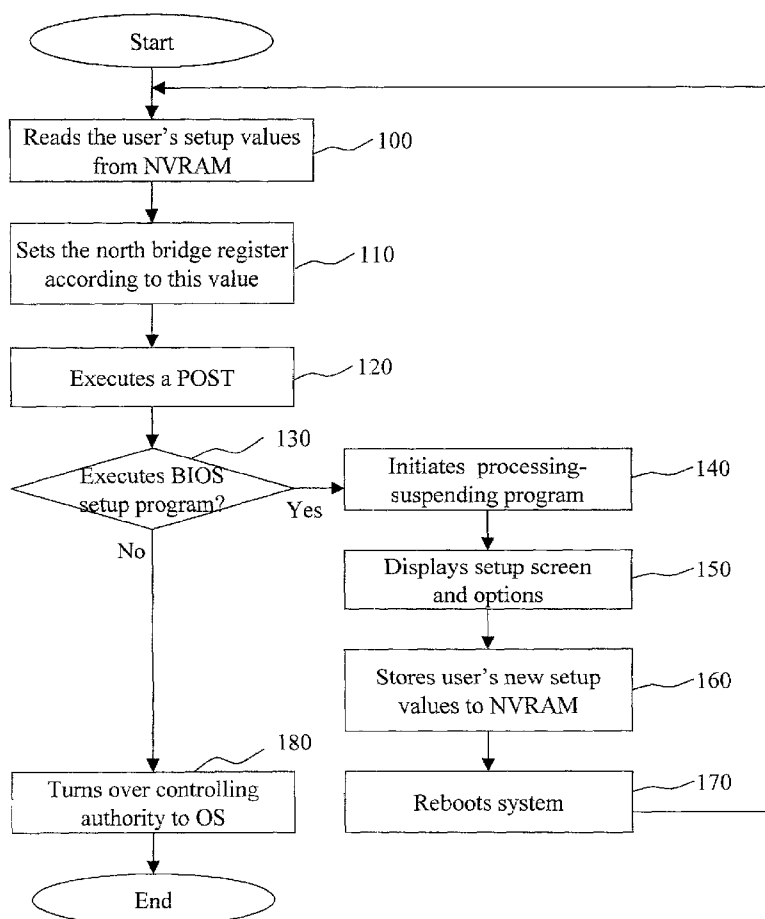 Start
Reads the user's setup values
from NVRAM
100
Sets the north bridge register
according to this value
110
Executes a POST
120
130
Executes BIOS
setup program?
Yes
No
Initiates processing-
suspending program
140
Displays setup screen
and options
150
Stores user's new setup
values to NVRAM
160
Reboots system
170
180
Turns over controlling
authority to OS
End